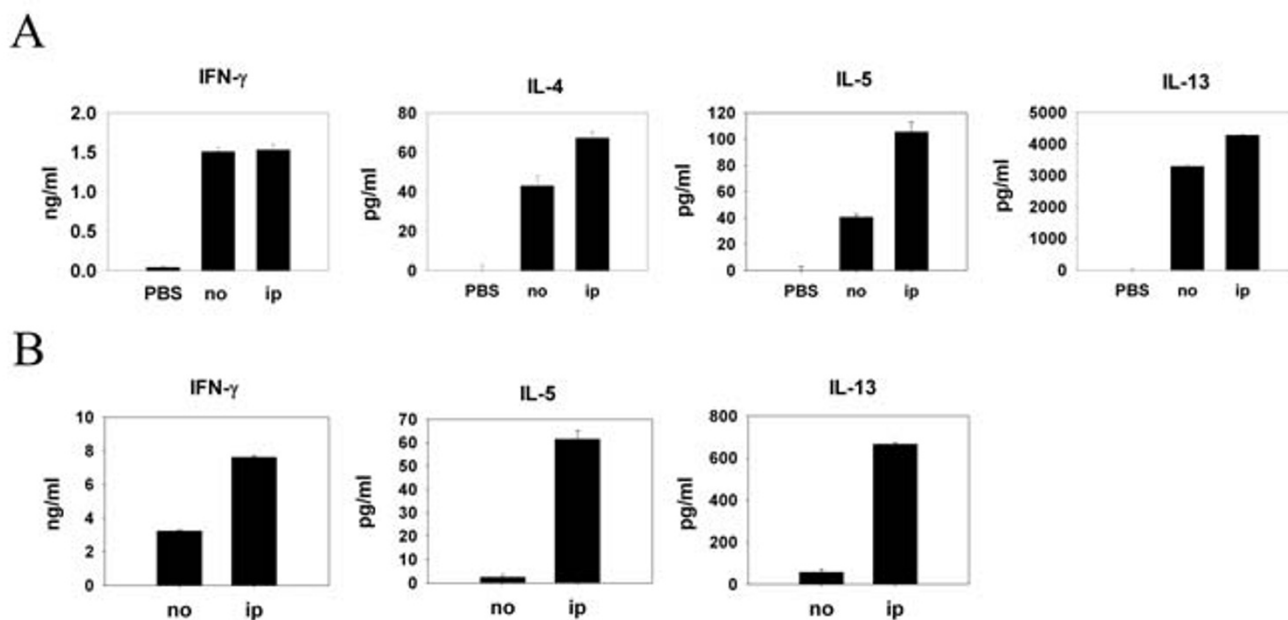 A
IFN-γ
ng/ml
2.0
1.5
1.0
0.5
0.0
PBS no ip
IL-4
pg/ml
80
60
40
20
0
PBS no ip
IL-5
pg/ml
120
100
80
60
40
20
0
PBS no ip
IL-13
pg/ml
5000
4000
3000
2000
1000
0
PBS no ip
B
IFN-γ
ng/ml
10
8
6
4
2
0
no ip
IL-5
pg/ml
70
60
50
40
30
20
10
0
no ip
IL-13
pg/ml
800
600
400
200
0
no ip